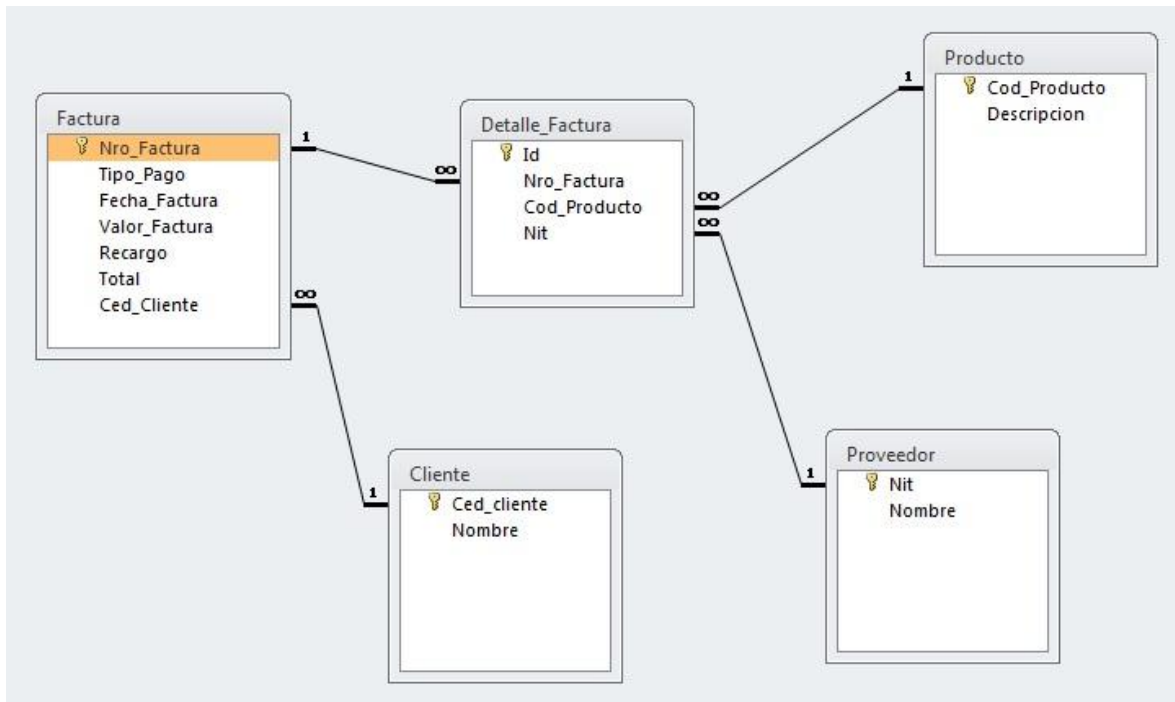 Factura
Nro_Factura
Tipo_Pago
Fecha_Factura
Valor_Factura
Recargo
Total
Ced_Cliente
1
∞
∞
1
Detalle_Factura
Id
Nro_Factura
Cod_Producto
Nit
∞
∞
1
1
Producto
Cod_Producto
Descripcion
Cliente
Ced_cliente
Nombre
Proveedor
Nit
Nombre